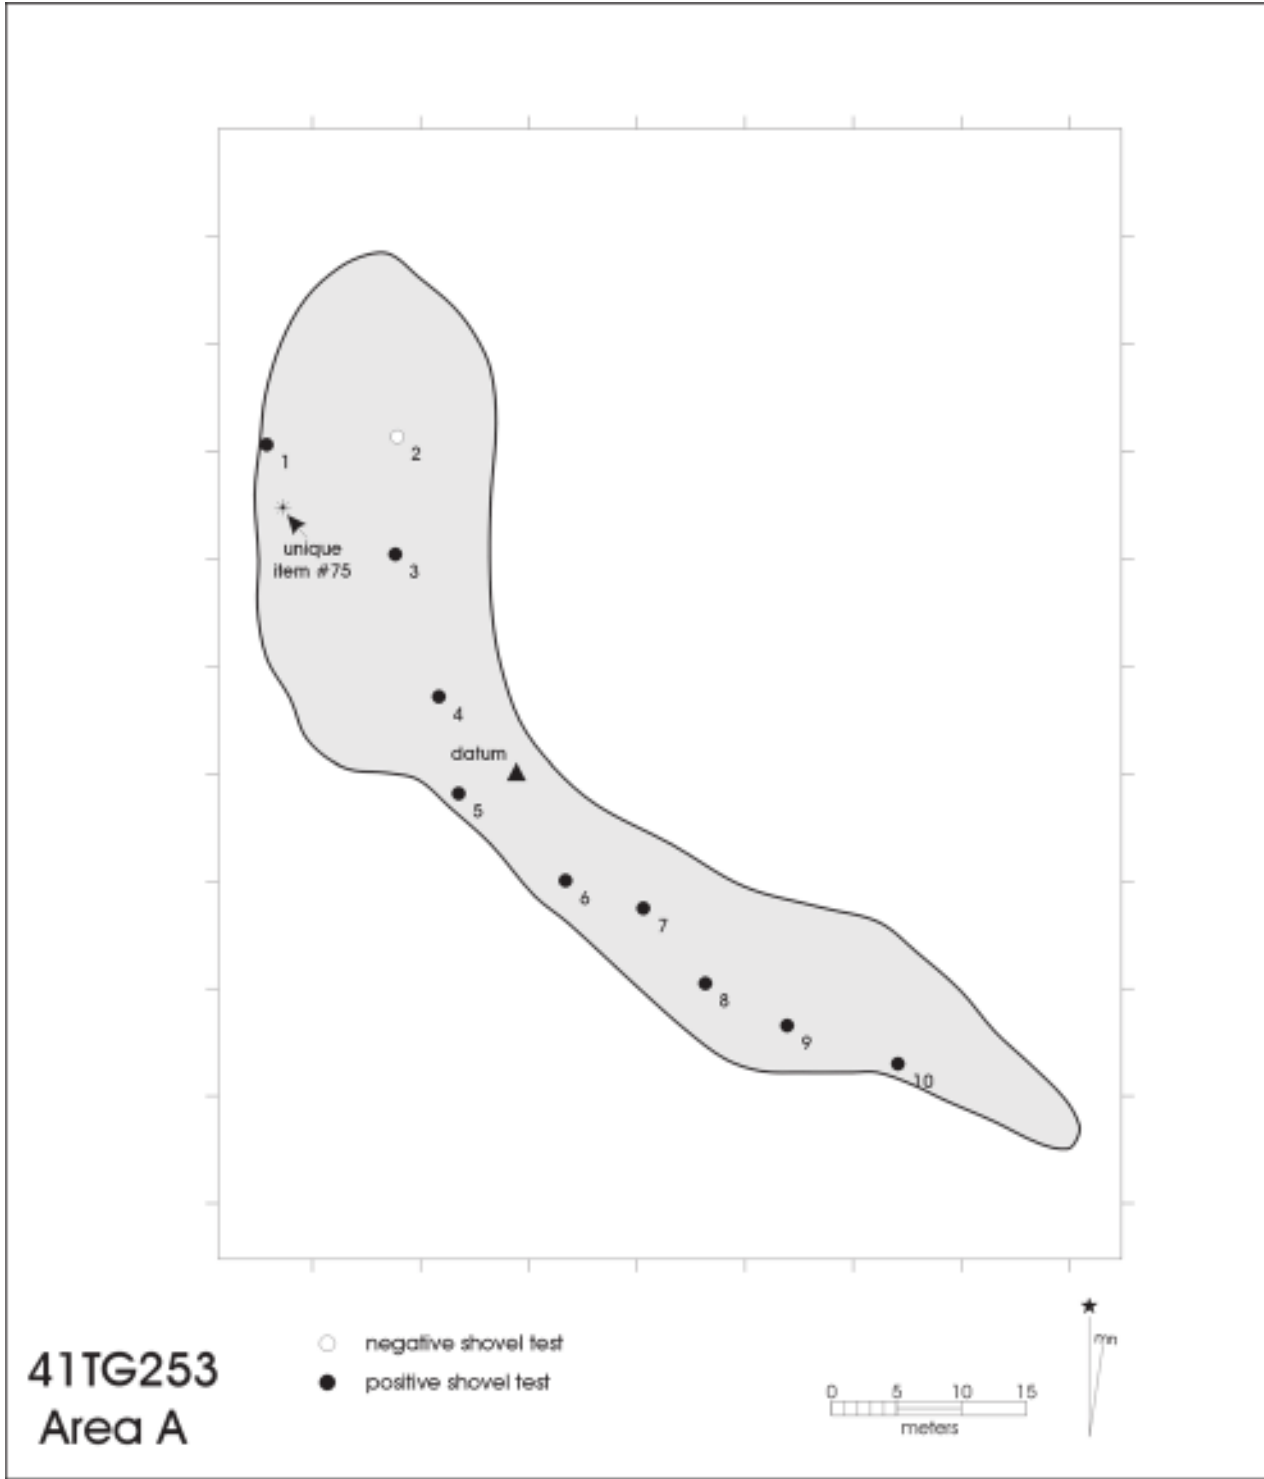 1
2
unique
item #75
3
4
datum
5
6
7
8
9
10
41TG253
Area A
negative shovel test
positive shovel test
0 5 10 15
meters
mn